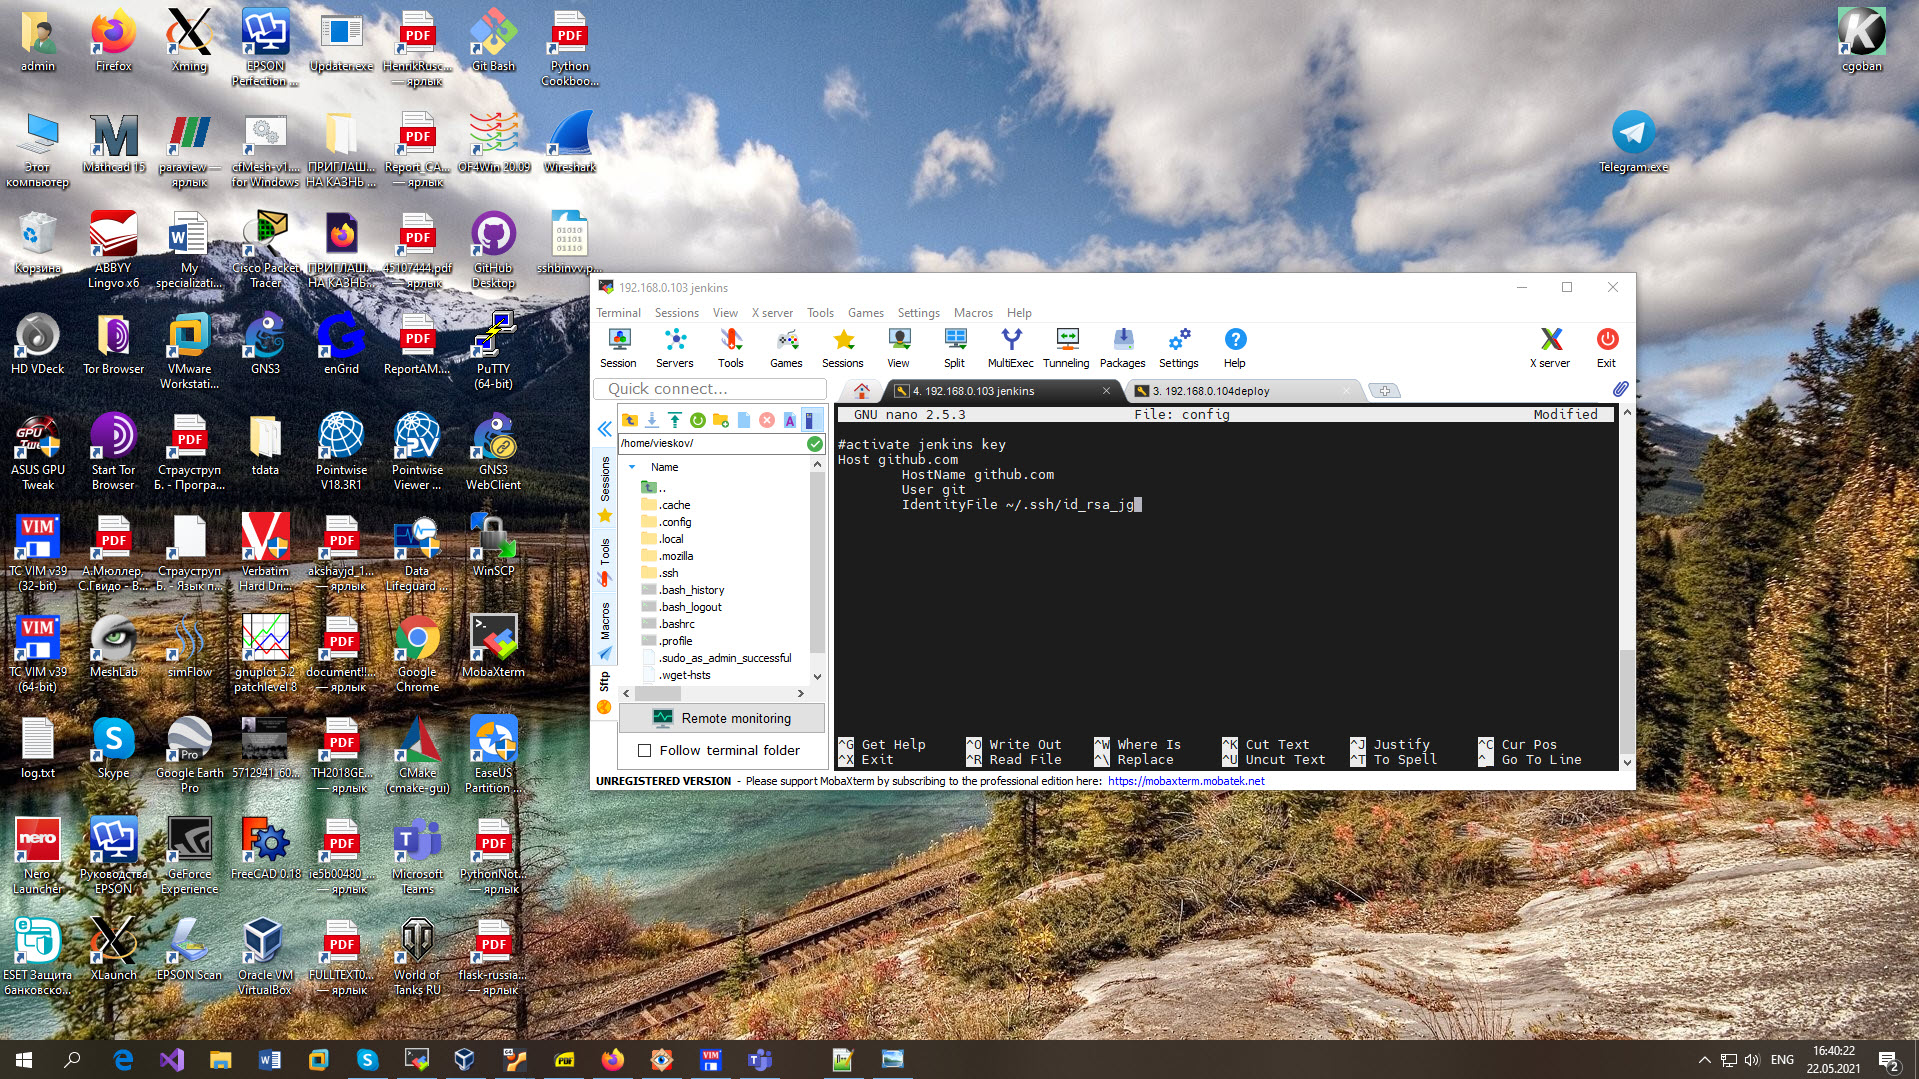 admin
Firefox
Xming
EPSON
Perfection ...
Updater.exe
HenrikRusc...
— ярлык
Git Bash
Python
Cookboo...
cgoban
Этот
компьютер
Mathcad 15
paraview —
ярлык
cfMesh-v1....
for Windows
ПРИГЛАШ...
НА КАЗНЬ ...
Report_CA...
— ярлык
OF4Win 20.09
Wireshark
Telegram.exe
Корзина
ABBYY
Lingvo x6
My
specializati...
Cisco Packet
Tracer
ПРИГЛАШ...
НА КАЗНЬ...
45107444.pdf
— ярлык
GitHub
Desktop
sshbinvv.p...
HD VDeck
Tor Browser
VMware
Workstati...
GNS3
enGrid
ReportAM....
PuTTY
(64-bit)
ASUS GPU
Tweak
Start Tor
Browser
Страуструп
Б. - Програ...
tdata
Pointwise
V18.3R1
Pointwise
Viewer ...
GNS3
WebClient
TC VIM v39
(32-bit)
А.Мюллер,
С.Гвидо - В...
Страуструп
Б. - Язык п...
Verbatim
Hard Dri...
akshayjd_1...
— ярлык
Data
Lifeguard ...
WinSCP
TC VIM v39
(64-bit)
MeshLab
simFlow
gnuplot 5.2
patchlevel 8
document!!...
— ярлык
Google
Chrome
MobaXterm
log.txt
Skype
Google Earth
Pro
5712941_60...
TH2018GE...
— ярлык
CMake
(cmake-gui)
EaseUS
Partition ...
Nero
Launcher
Руководства
EPSON
GeForce
Experience
FreeCAD 0.18
ie5b00480_...
— ярлык
Microsoft
Teams
PythonNot...
— ярлык
ESET Защита
банковско...
XLaunch
EPSON Scan
Oracle VM
VirtualBox
FULLTEXT0...
— ярлык
World of
Tanks RU
flask-russia...
— ярлык
192.168.0.103 jenkins
Terminal Sessions View X server Tools Games Settings Macros Help
Session Servers Tools Games Sessions View Split MultiExec Tunneling Packages Settings Help X server Exit
Quick connect...
4. 192.168.0.103 jenkins
3. 192.168.0.104deploy
/home/vieskov/
Name
..
.cache
.config
.local
.mozilla
.ssh
.bash_history
.bash_logout
.bashrc
.profile
.sudo_as_admin_successful
.wget-hsts
Sessions
Tools
Macros
Sftp
Remote monitoring
Follow terminal folder
GNU nano 2.5.3 File: config Modified
#activate jenkins key
Host github.com
HostName github.com
User git
IdentityFile ~/.ssh/id_rsa_jg
^G Get Help ^O Write Out ^W Where Is ^K Cut Text ^J Justify ^C Cur Pos
^X Exit ^R Read File ^\ Replace ^U Uncut Text ^T To Spell ^_ Go To Line
UNREGISTERED VERSION - Please support MobaXterm by subscribing to the professional edition here: https://mobaxterm.mobatek.net
ENG
16:40:22
22.05.2021
2